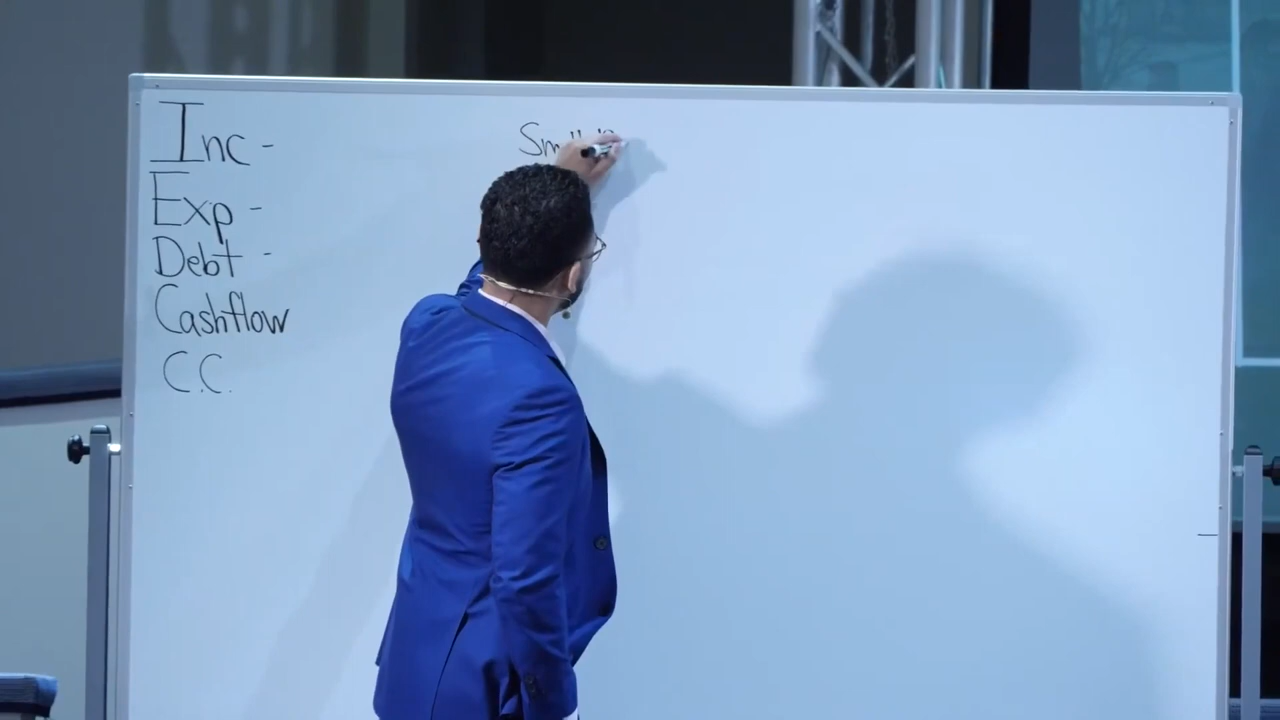 Inc -
Exp -
Debt -
Cashflow
C.C.